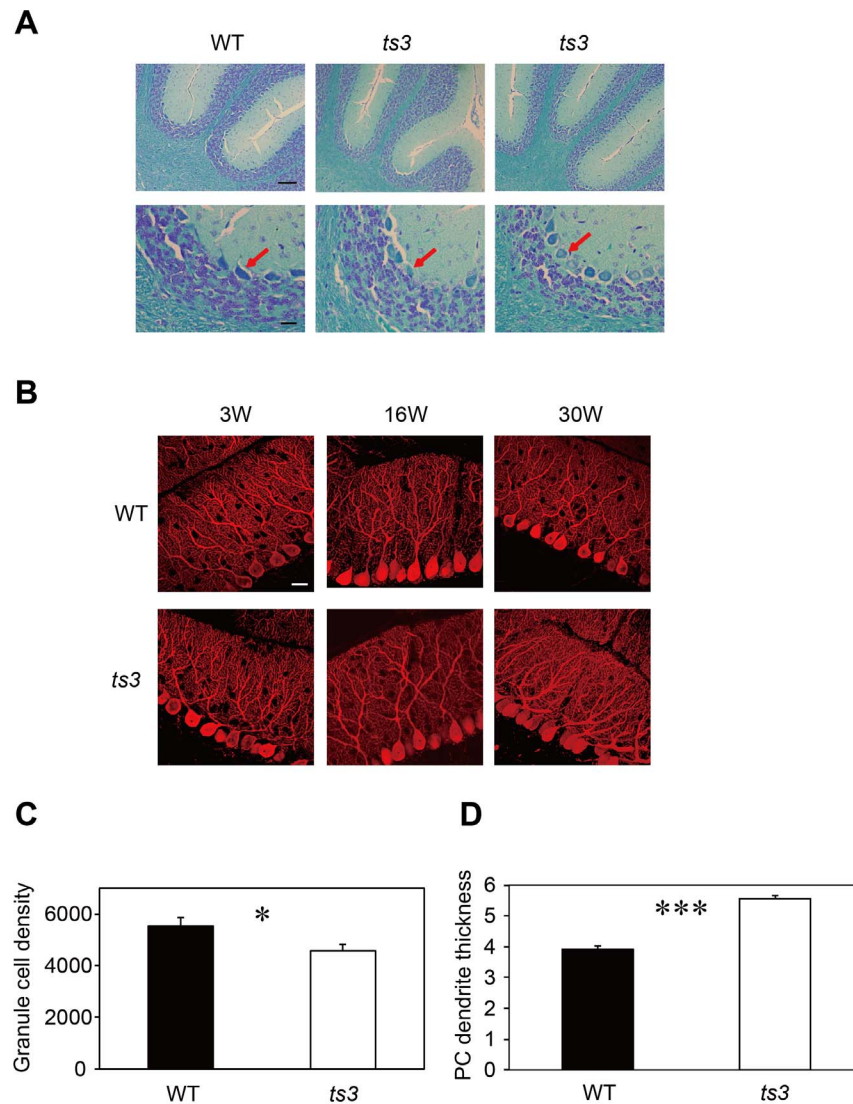 A
WT ts3 ts3
B
3W 16W 30W
WT
ts3
C
Granule cell density
6000
4000
2000
0
*
WT ts3
D
PC dendrite thickness
6
5
4
3
2
1
0
***
WT ts3